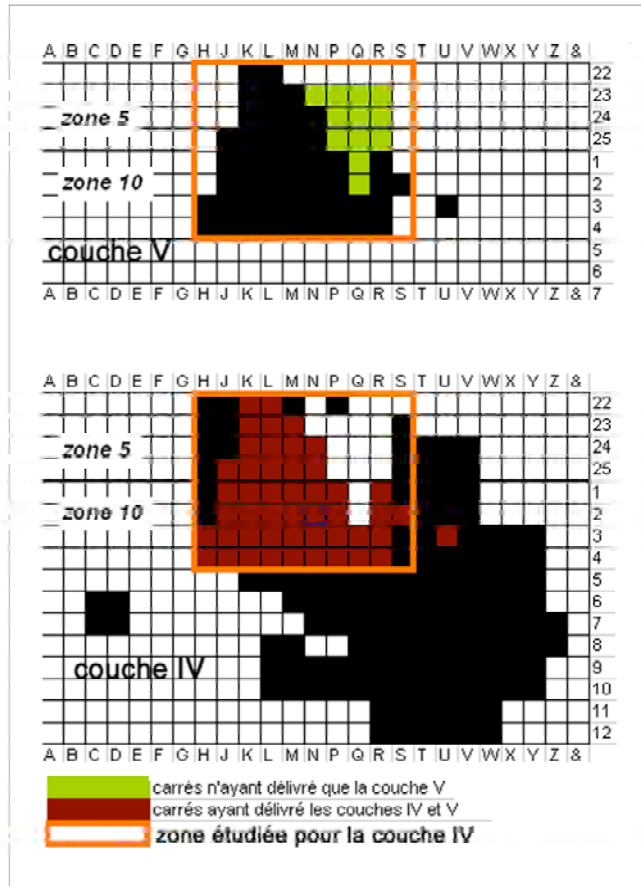 A B C D E F G H J K L M N P Q R S T U V W X Y Z &
22
23
zone 5 24
25
1
zone 10 2
3
4
couche V 5
6
A B C D E F G H J K L M N P Q R S T U V W X Y Z & 7
A B C D E F G H J K L M N P Q R S T U V W X Y Z &
22
23
zone 5 24
25
1
zone 10 2
3
4
5
6
7
8
couche IV 9
10
11
12
A B C D E F G H J K L M N P Q R S T U V W X Y Z &
carrés n'ayant délivré que la couche V
carrés ayant délivré les couches IV et V
zone étudiée pour la couche IV